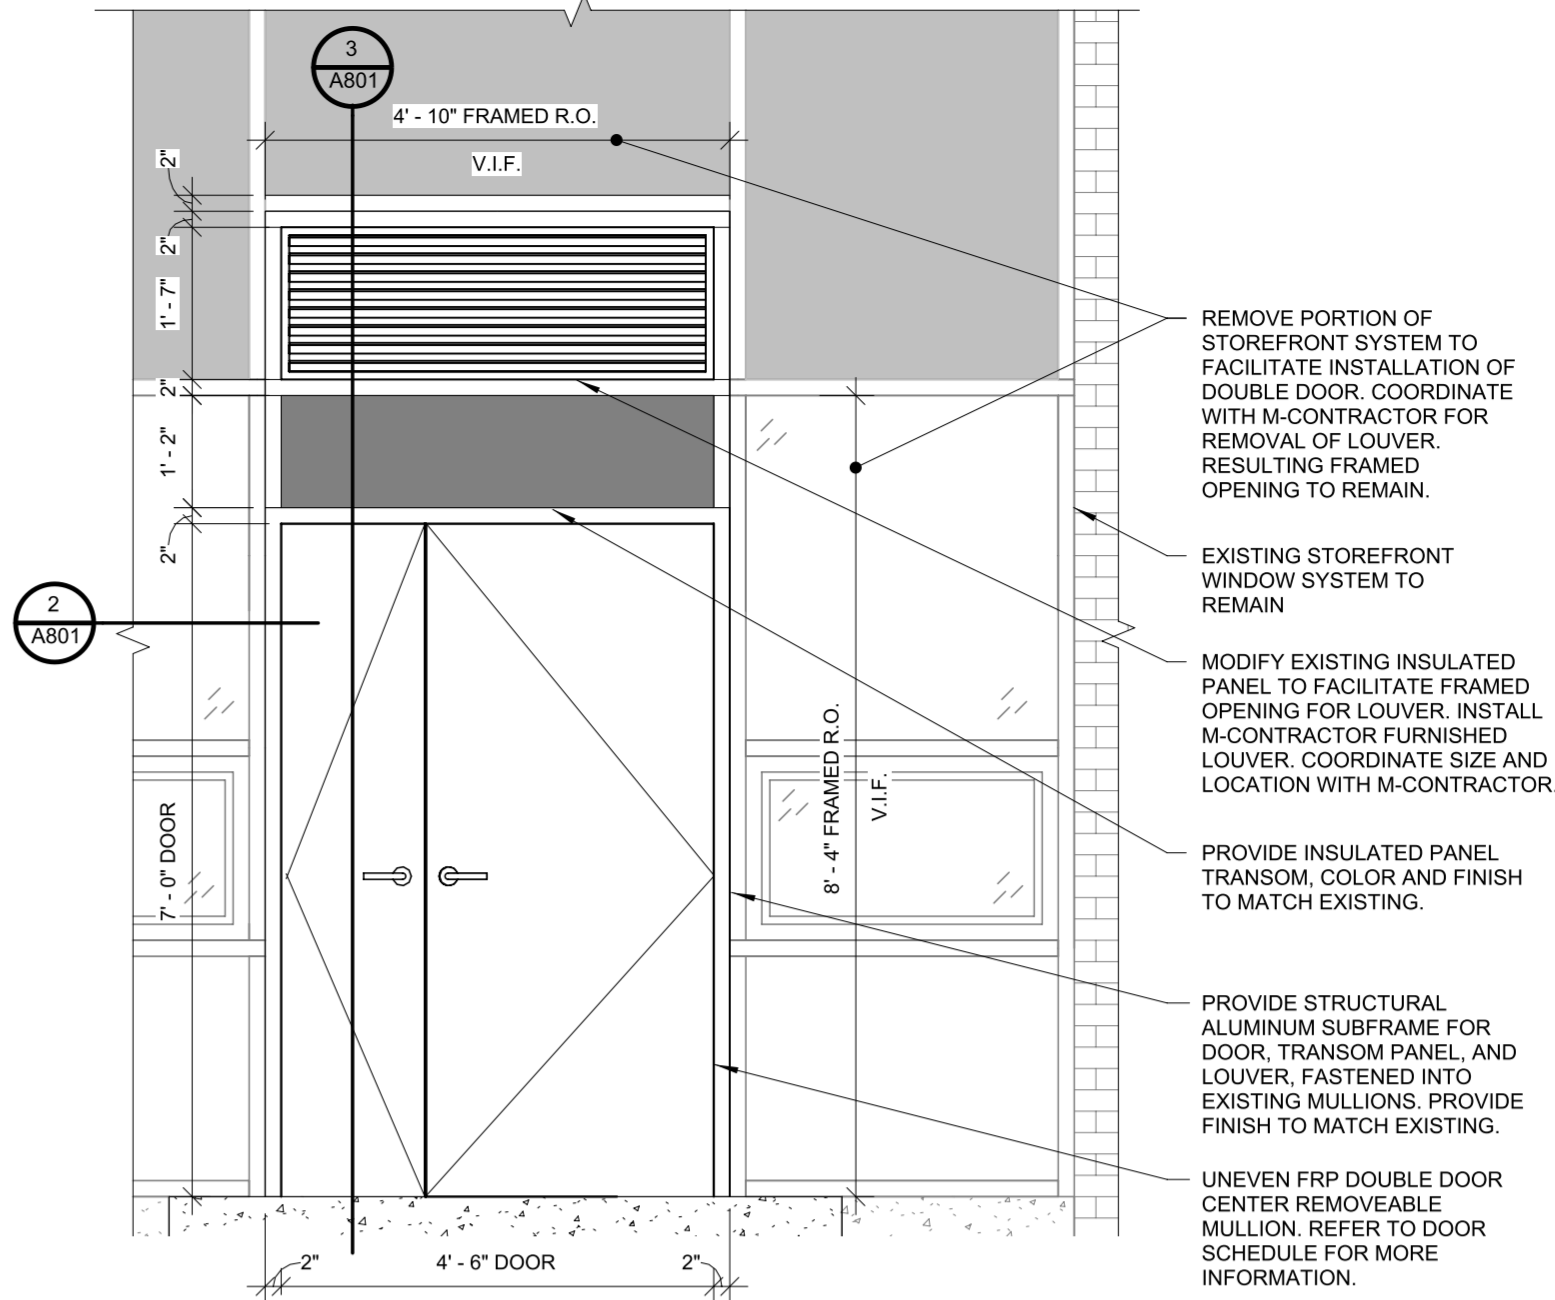 3
A801
4' - 10" FRAMED R.O.
V.I.F.
2"
2"
1' - 7"
2"
1' - 2"
2"
2
A801
7' - 0" DOOR
8' - 4" FRAMED R.O.
V.I.F.
2"
4' - 6" DOOR
2"
REMOVE PORTION OF
STOREFRONT SYSTEM TO
FACILITATE INSTALLATION OF
DOUBLE DOOR. COORDINATE
WITH M-CONTRACTOR FOR
REMOVAL OF LOUVER.
RESULTING FRAMED
OPENING TO REMAIN.
EXISTING STOREFRONT
WINDOW SYSTEM TO
REMAIN
MODIFY EXISTING INSULATED
PANEL TO FACILITATE FRAMED
OPENING FOR LOUVER. INSTALL
M-CONTRACTOR FURNISHED
LOUVER. COORDINATE SIZE AND
LOCATION WITH M-CONTRACTOR.
PROVIDE INSULATED PANEL
TRANSOM, COLOR AND FINISH
TO MATCH EXISTING.
PROVIDE STRUCTURAL
ALUMINUM SUBFRAME FOR
DOOR, TRANSOM PANEL, AND
LOUVER, FASTENED INTO
EXISTING MULLIONS. PROVIDE
FINISH TO MATCH EXISTING.
UNEVEN FRP DOUBLE DOOR
CENTER REMOVEABLE
MULLION. REFER TO DOOR
SCHEDULE FOR MORE
INFORMATION.